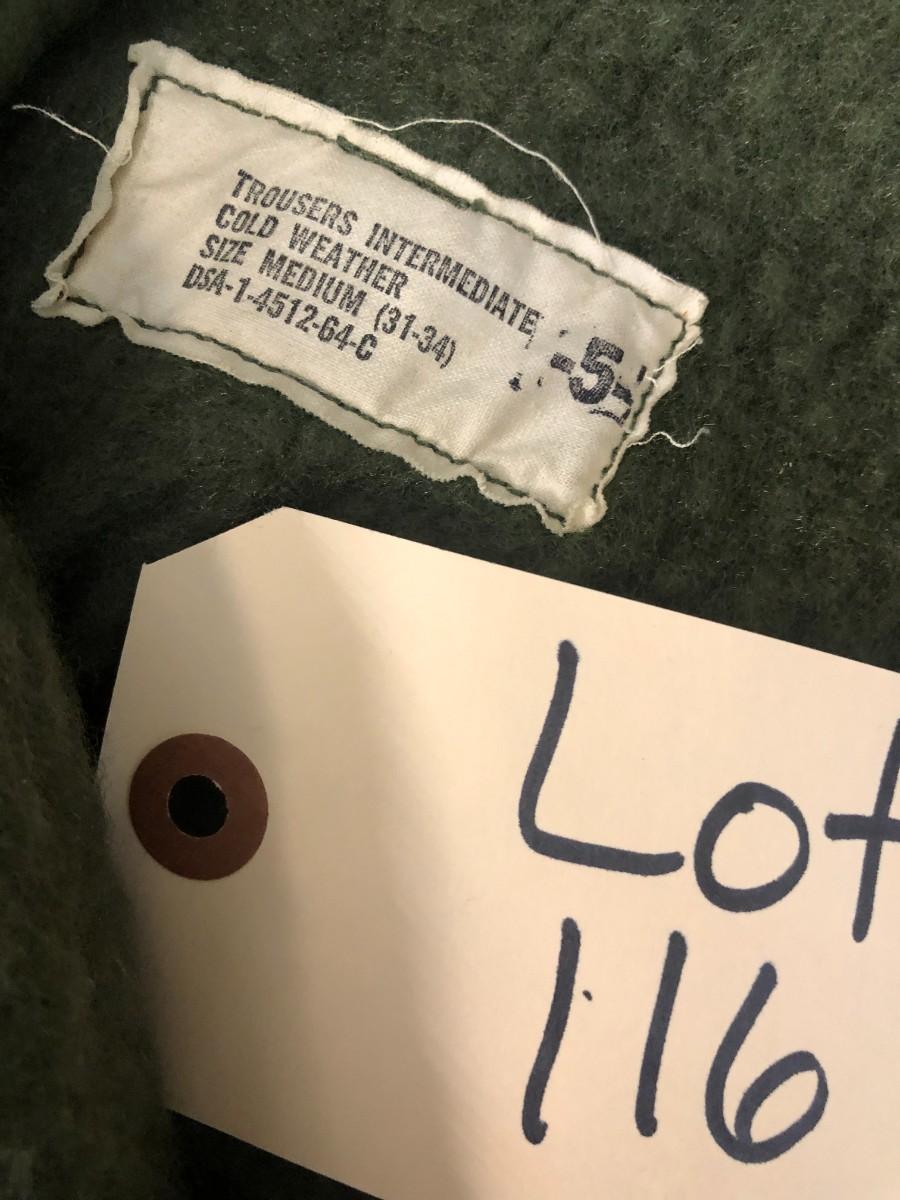 TROUSERS INTERMEDIATE
COLD WEATHER
SIZE MEDIUM (31-34)
DSA-1-4512-64-C
-5-
Lot
116